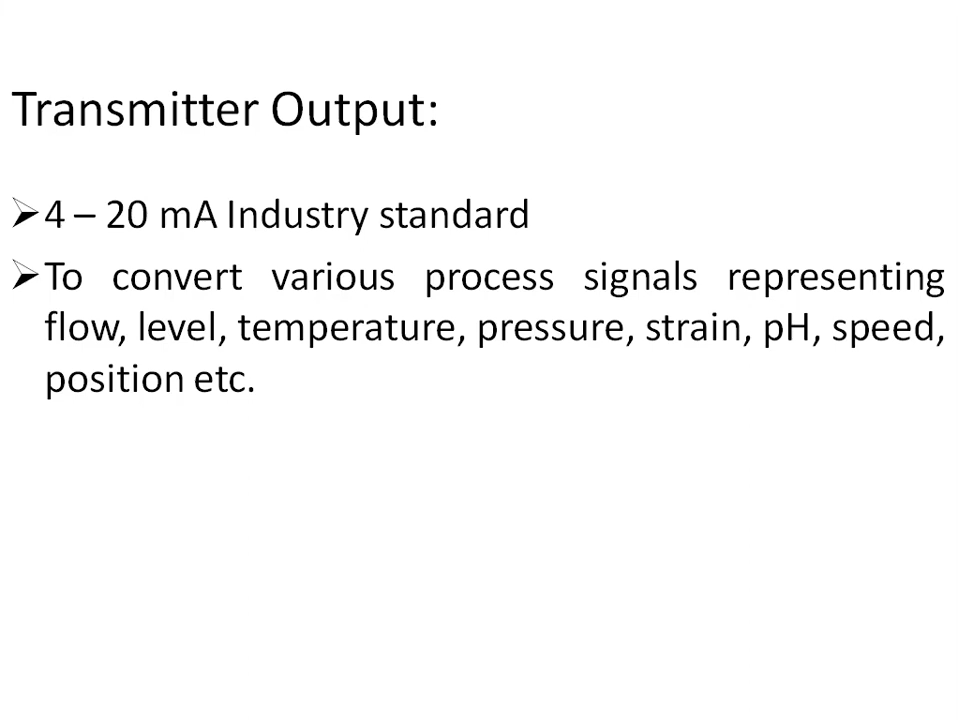 Transmitter Output:
➢4 – 20 mA Industry standard
➢To convert various process signals representing
flow, level, temperature, pressure, strain, pH, speed,
position etc.